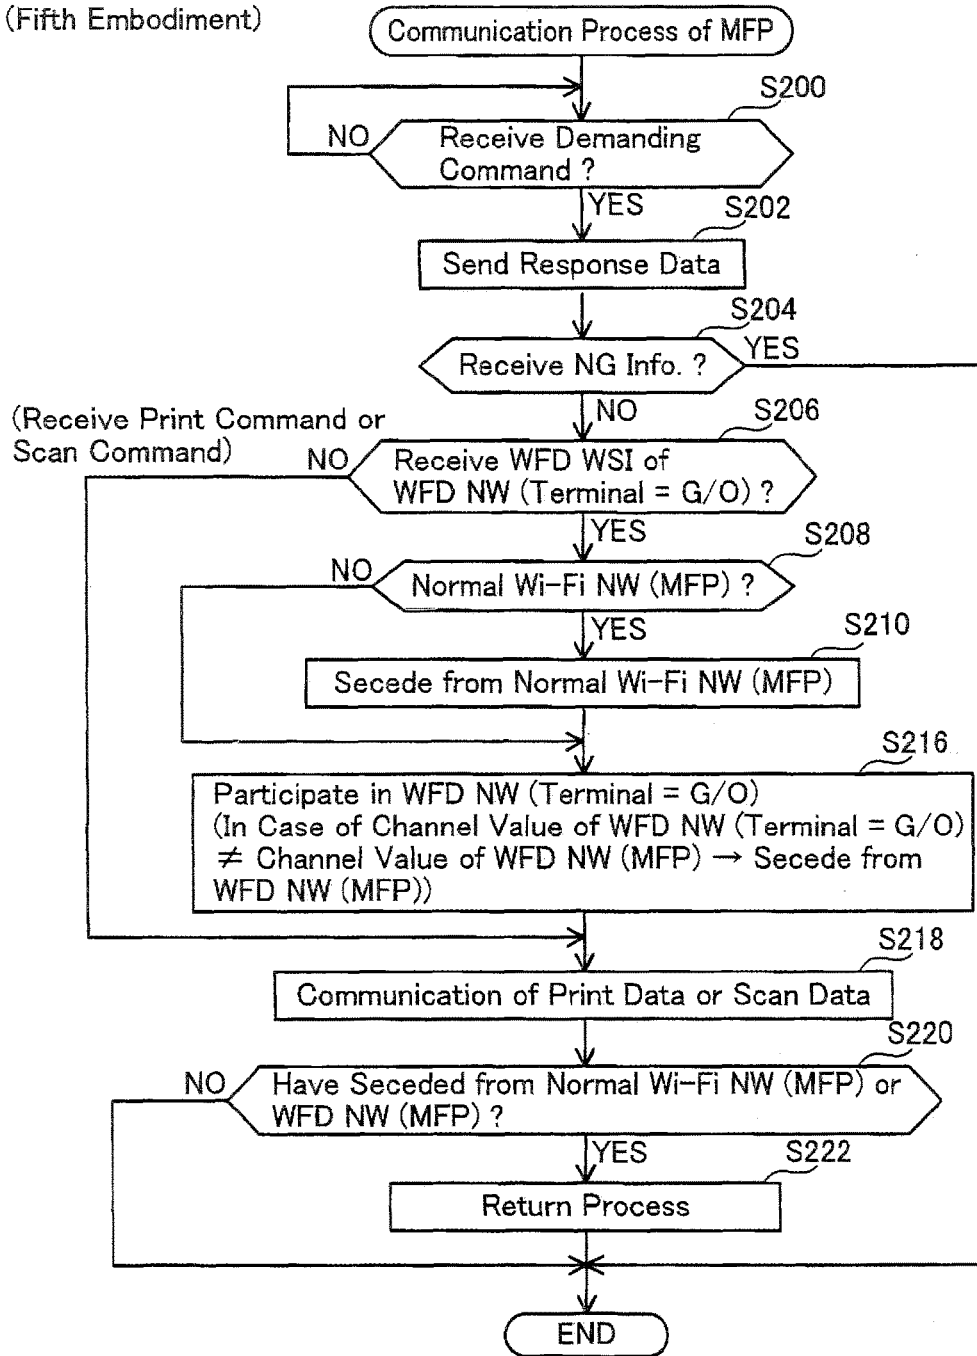 (Fifth Embodiment)
Communication Process of MFP
S200
NO
Receive Demanding
Command ?
YES
S202
Send Response Data
S204
Receive NG Info. ?
YES
NO
(Receive Print Command or
Scan Command)
S206
NO
Receive WFD WSI of
WFD NW (Terminal = G/O) ?
YES
S208
NO
Normal Wi-Fi NW (MFP) ?
YES
S210
Secede from Normal Wi-Fi NW (MFP)
S216
Participate in WFD NW (Terminal = G/O)
(In Case of Channel Value of WFD NW (Terminal = G/O)
≠ Channel Value of WFD NW (MFP) → Secede from
WFD NW (MFP))
S218
Communication of Print Data or Scan Data
S220
NO
Have Seceded from Normal Wi-Fi NW (MFP) or
WFD NW (MFP) ?
YES
S222
Return Process
END